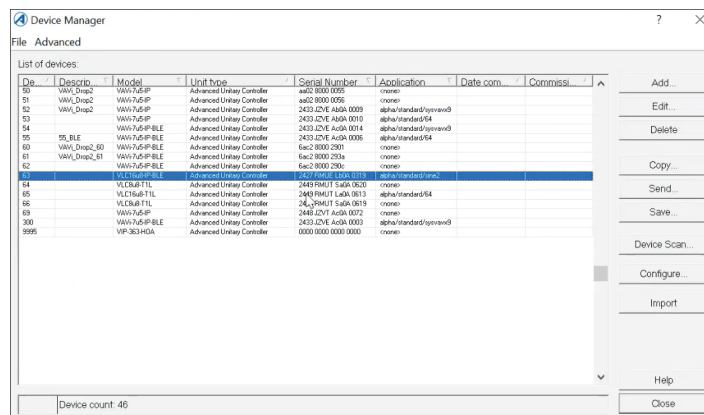 Device Manager
File Advanced
List of devices:
De... Descrip... Model Unit type Serial Number Application Date com... Commissi...
50 VAVi_Drop2 VAVi-7u5-IP Advanced Unitary Controller aa02 8000 0055 <none>
51 VAVi_Drop2 VAVi-7u5-IP Advanced Unitary Controller aa02 8000 0056 <none>
52 VAVi_Drop2 VAVi-7u5-IP Advanced Unitary Controller 2433 JZVE Ab0A 0009 alpha/standard/sysvavx9
53 VAVi-7u5-IP Advanced Unitary Controller 2433 JZVE Ab0A 0010 alpha/standard/64
54 VAVi-7u5-IP-BLE Advanced Unitary Controller 2433 JZVE Ac0A 0014 alpha/standard/sysvavx9
55 55_BLE VAVi-7u5-IP-BLE Advanced Unitary Controller 2433 JZVE Ac0A 0006 alpha/standard/64
60 VAVi_Drop2_60 VAVi-7u5-IP-BLE Advanced Unitary Controller 6ac2 8000 2901 <none>
61 VAVi_Drop2_61 VAVi-7u5-IP-BLE Advanced Unitary Controller 6ac2 8000 293a <none>
62 VAVi-7u5-IP-BLE Advanced Unitary Controller 6ac2 8000 290c <none>
63 VLC16u8-IP-BLE Advanced Unitary Controller 2427 RMUE Lb0A 0319 alpha/standard/sine2
64 VLC8u8-T1L Advanced Unitary Controller 2449 RMUT Sa0A 0620 <none>
65 VLC16u8-T1L Advanced Unitary Controller 2449 RMUT La0A 0613 alpha/standard/64
66 VLC8u8-T1L Advanced Unitary Controller RMUT Sa0A 0619 <none>
69 VAVi-7u5-IP Advanced Unitary Controller 2448 JZVT Ac0A 0072 <none>
300 VAVi-7u5-IP-BLE Advanced Unitary Controller 2433 JZVE Ac0A 0003 alpha/standard/sysvavx9
9995 VIP-363-HOA Advanced Unitary Controller 0000 0000 0000 0000 <none>
Add...
Edit...
Delete
Copy...
Send...
Save...
Device Scan...
Configure...
Import
Help
Close
Device count: 46